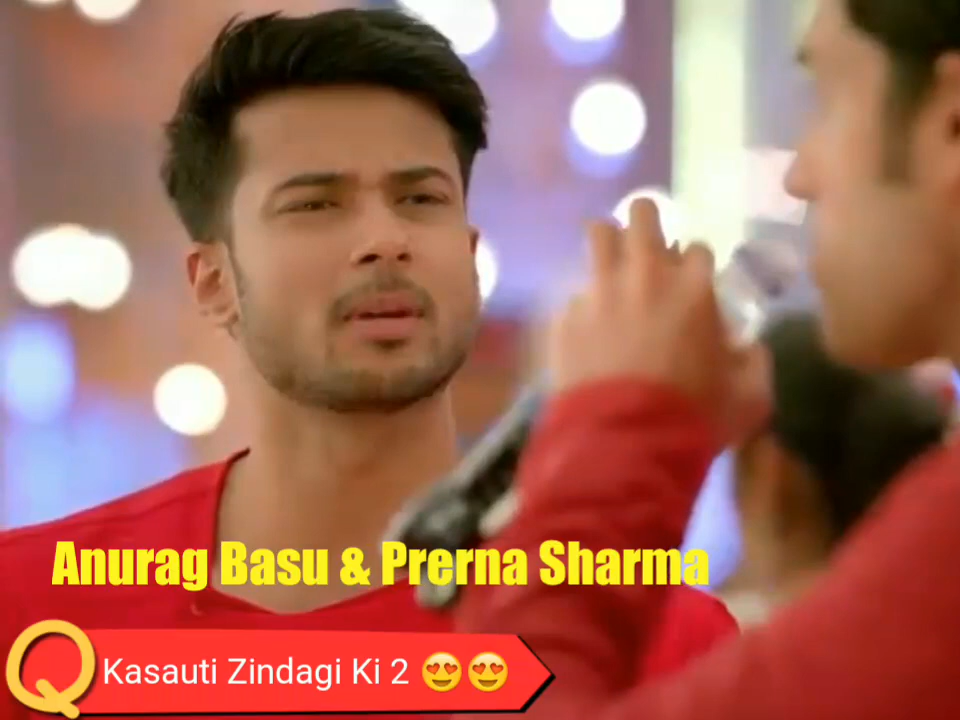 Anurag Basu & Prerna Sharma
Q Kasauti Zindagi Ki 2 😍😍